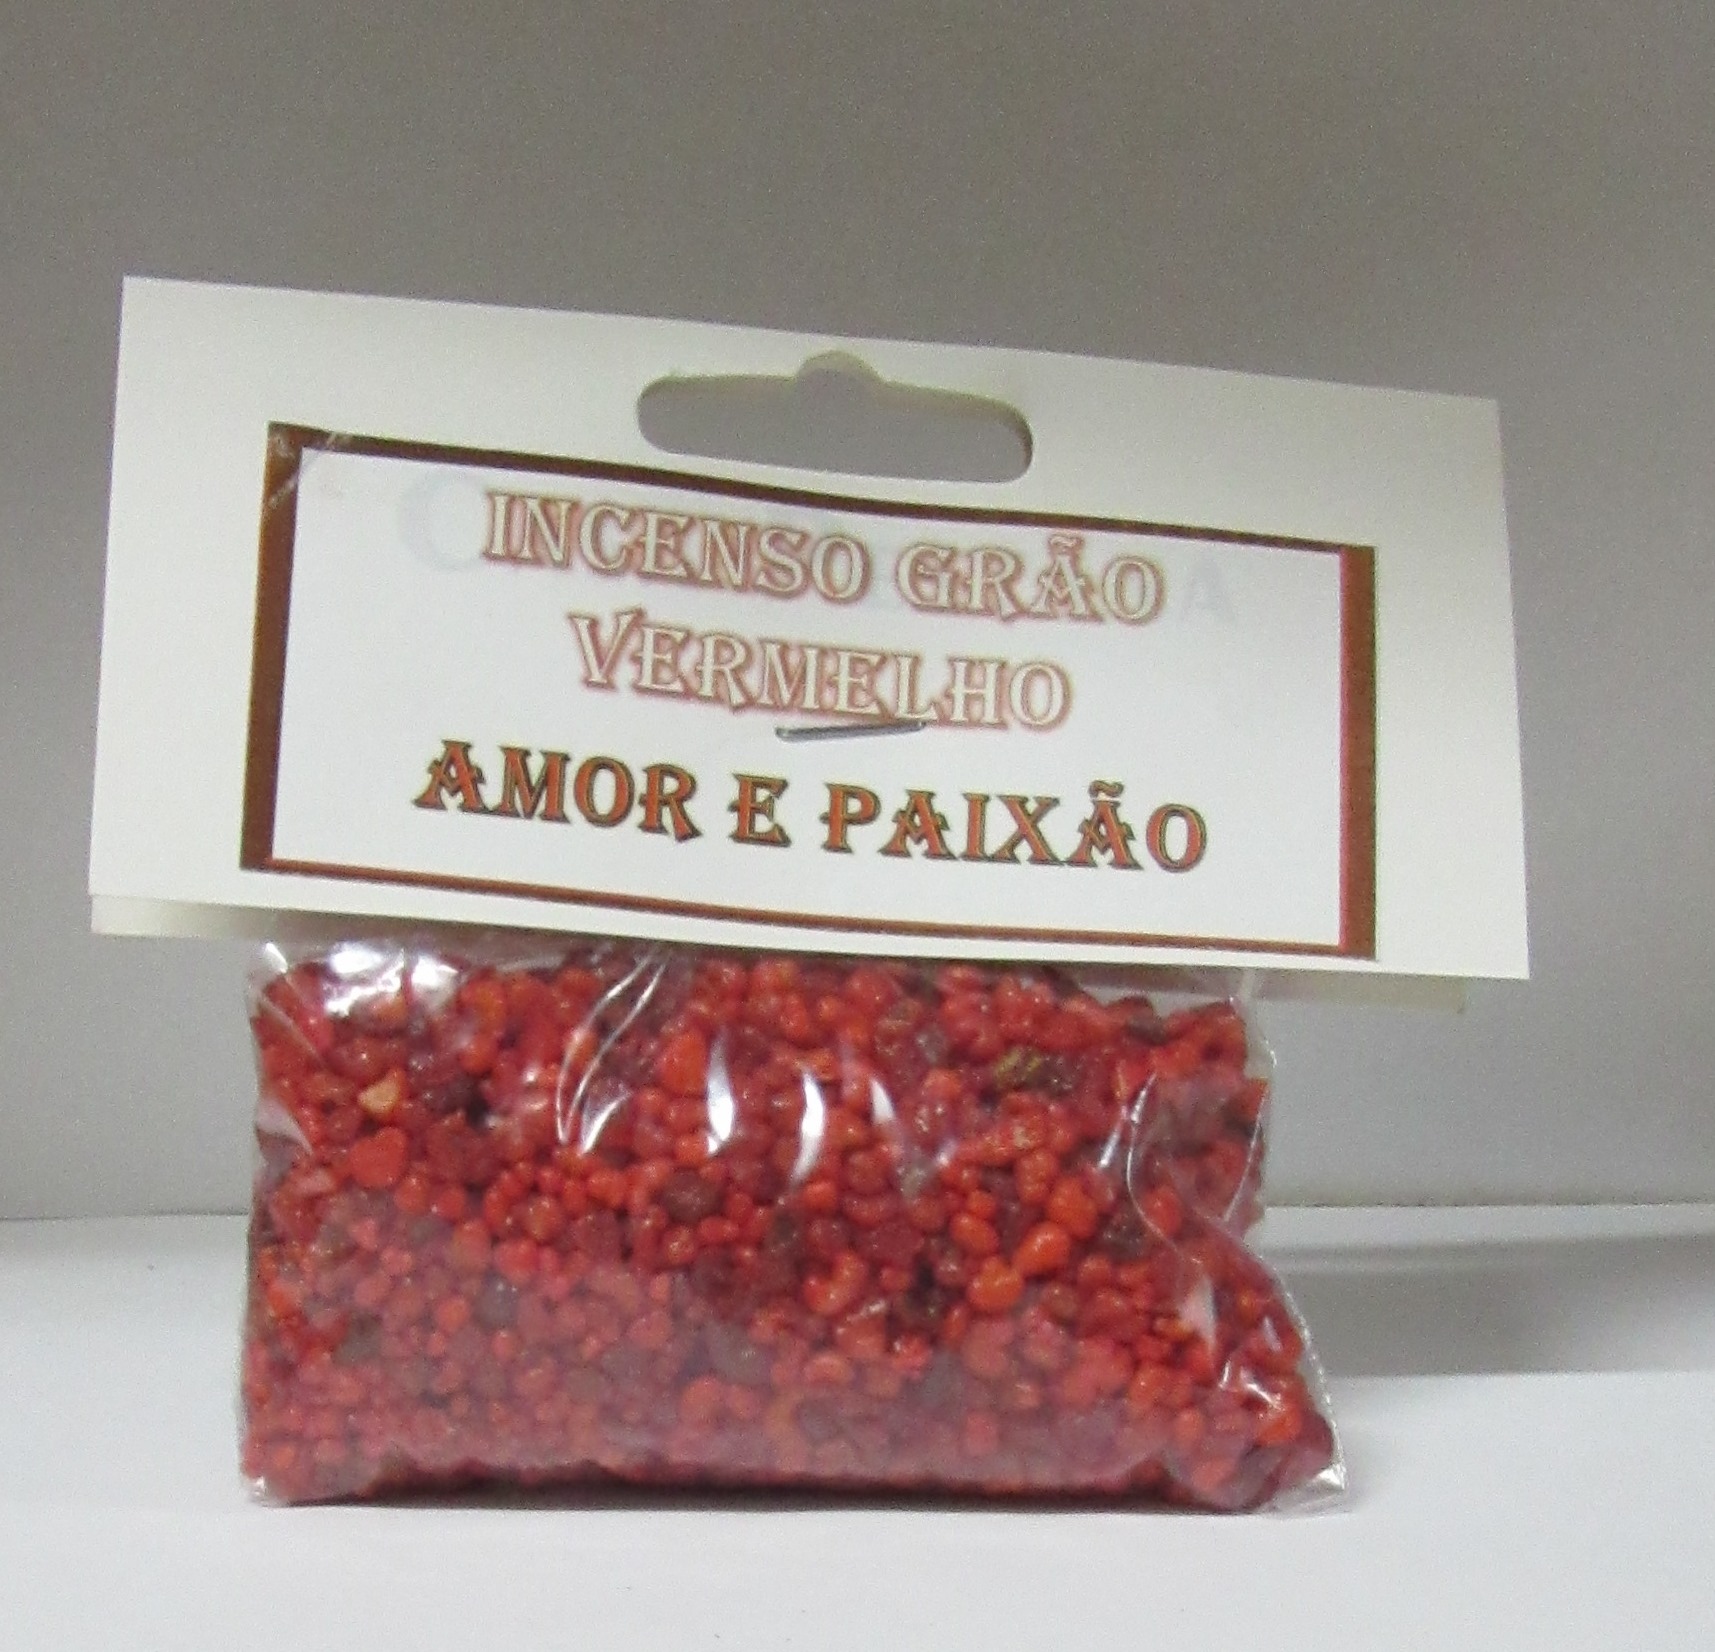 INCENSO GRÃO
VERMELHO
AMOR E PAIXÃO